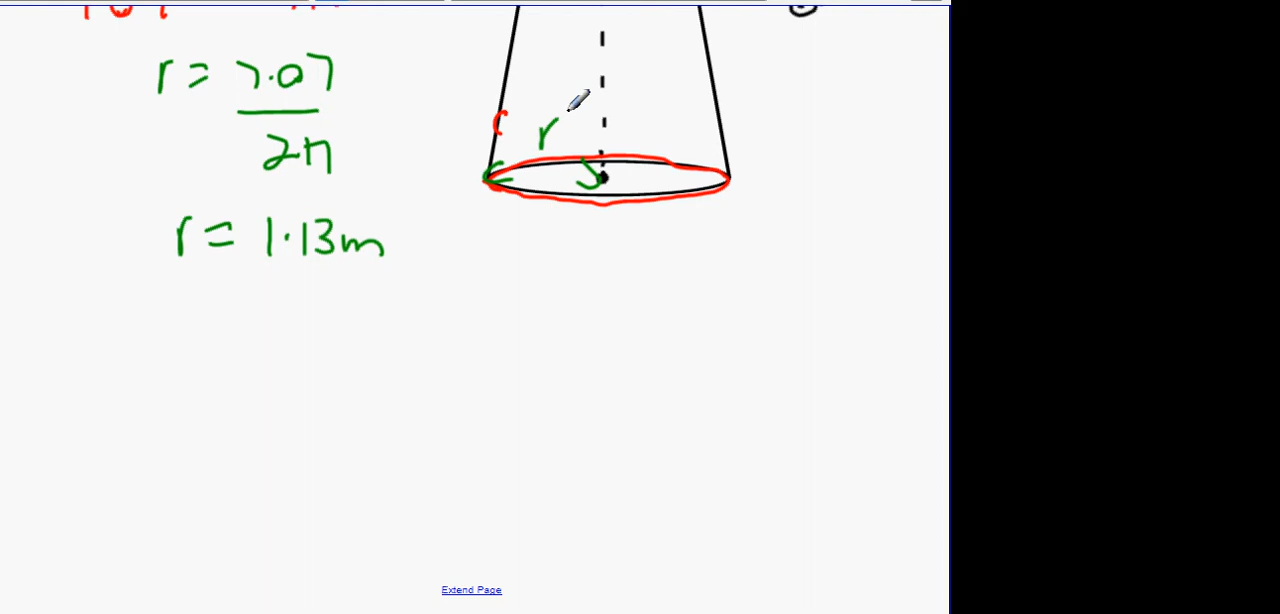 r = 7.07
2π
r
r = 1.13m
Extend Page